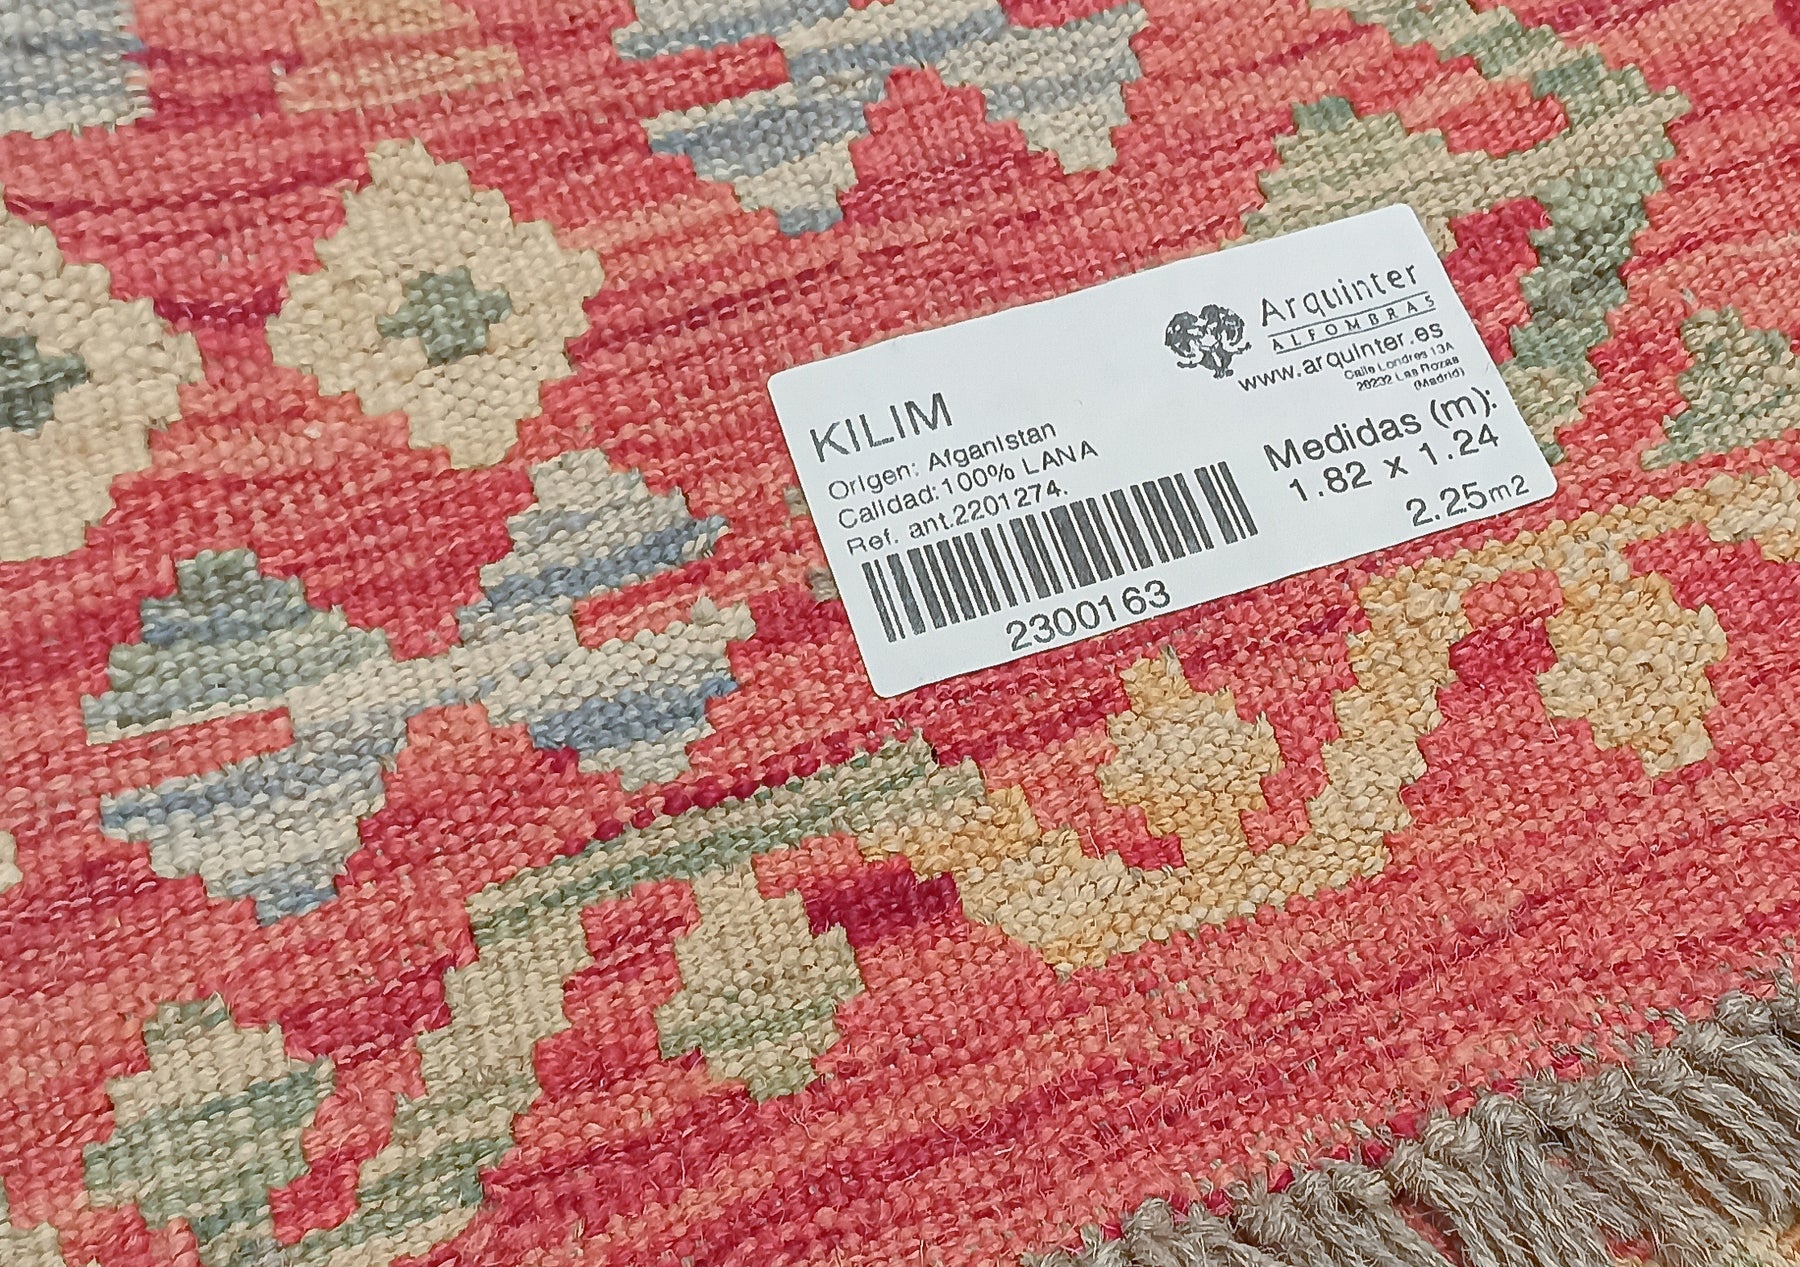 Arquinter
ALFOMBRAS
www.arquinter.es
Calle Londres 13A
28232 Las Rozas
(Madrid)
KILIM
Origen: Afganistan
Calidad:100% LANA
Ref. ant.2201274.
2300163
Medidas (m):
1.82 x 1.24
2.25m2